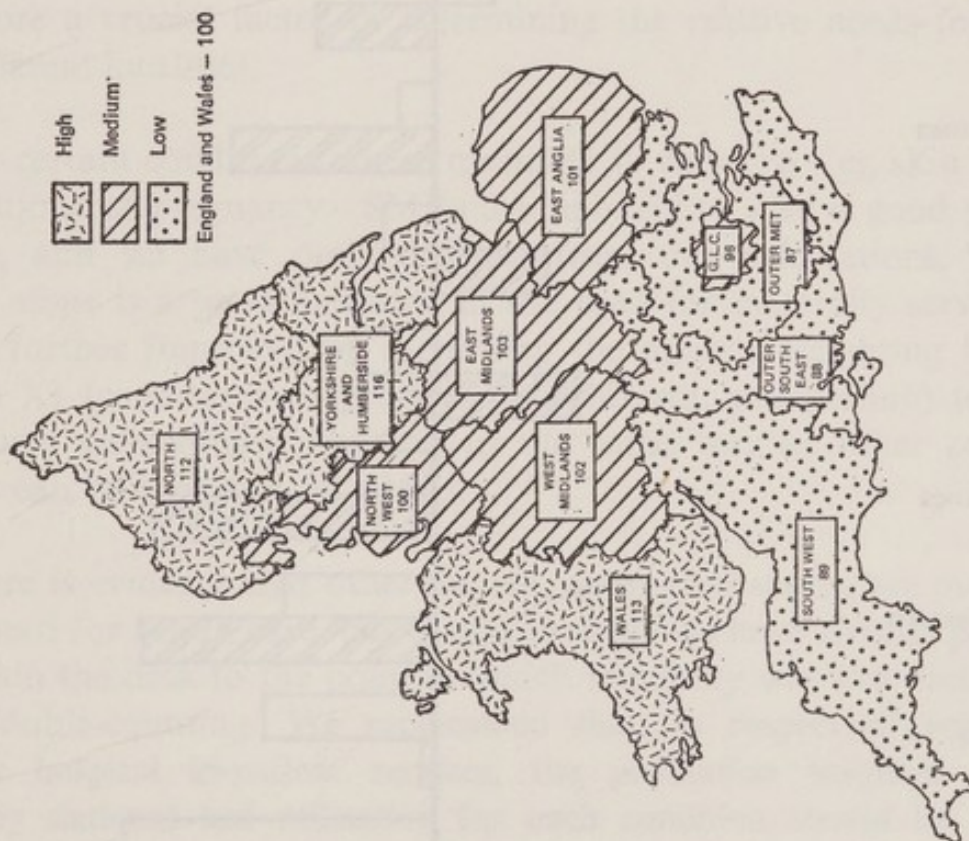 High
Medium
Low
England and Wales — 100
NORTH
112
YORKSHIRE
AND
HUMBERSIDE
116
NORTH
WEST
100
EAST
MIDLANDS
103
WEST
MIDLANDS
102
EAST ANGLIA
101
WALES
113
G.L.C.
96
OUTER MET
87
OUTER
SOUTH
EAST
88
SOUTH WEST
89